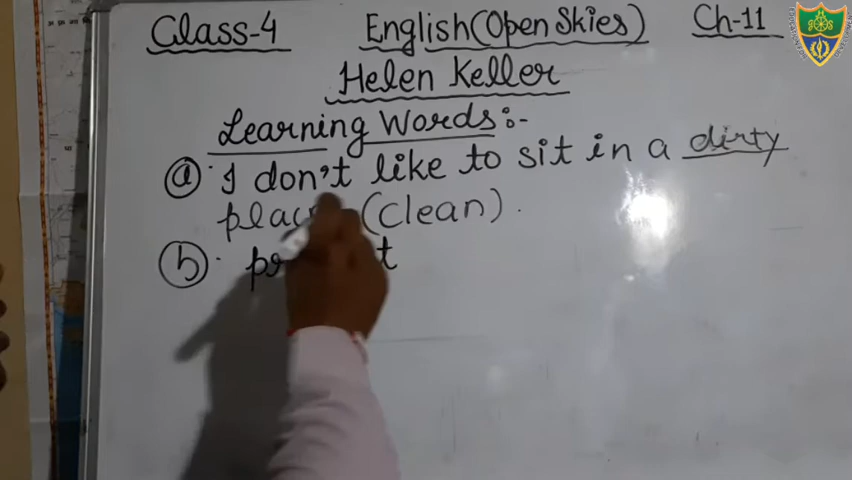 Class-4 English(Open Skies) Ch-11
Helen Keller
Learning Words:-
(a) I don't like to sit in a dirty
(clean).
(b)